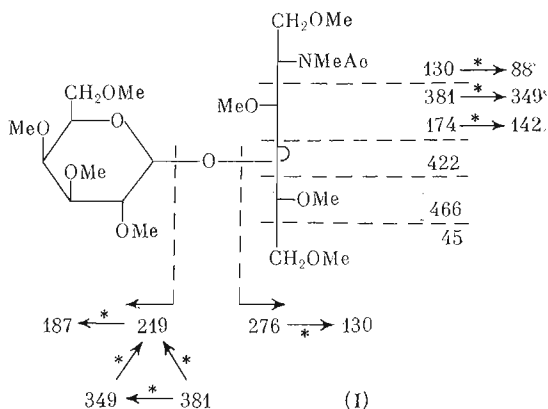 CH₂OMe
NMeAc
130 * 88
MeO
381 * 349
174 * 142
422
OMe
466
45
CH₂OMe
CH₂OMe
O
MeO
OMe
OMe
O
187 * 219
276 * 130
* *
349 * 381
(I)